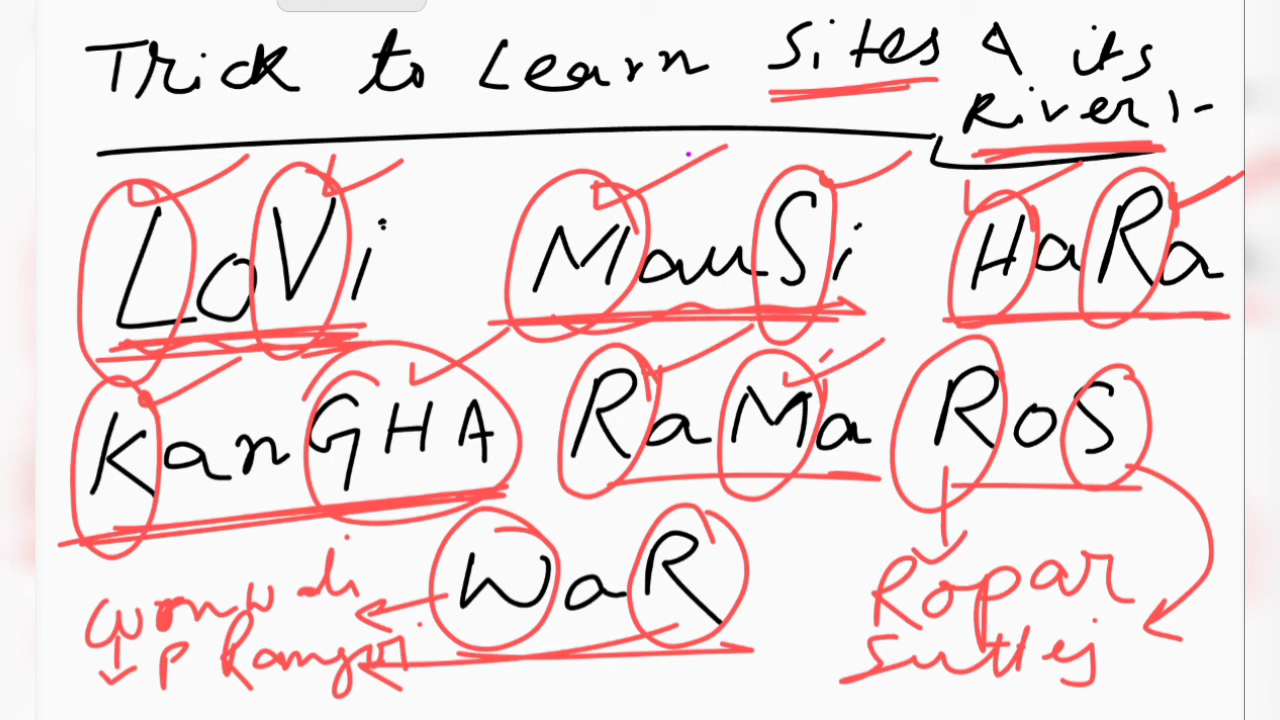 Trick to Learn Sites & its
River :-
LoVi MauSi HaRa
KanGHA RaMa RoS
WaR
Ropar
Sutlej